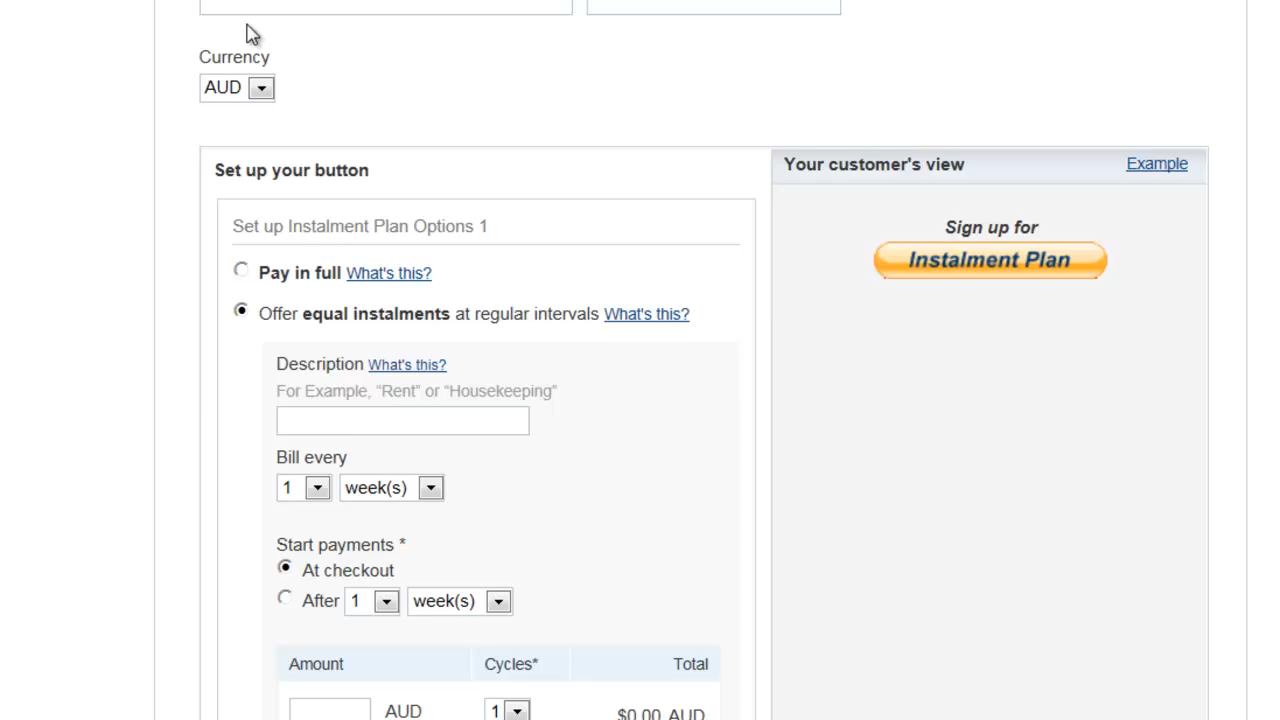 Currency
AUD
Set up your button
Your customer's view
Example
Set up Instalment Plan Options 1
Sign up for
Instalment Plan
Pay in full What's this?
Offer equal instalments at regular intervals What's this?
Description What's this?
For Example, “Rent” or “Housekeeping”
Bill every
1 week(s)
Start payments *
At checkout
After 1 week(s)
Amount Cycles* Total
AUD 1 $0.00 AUD